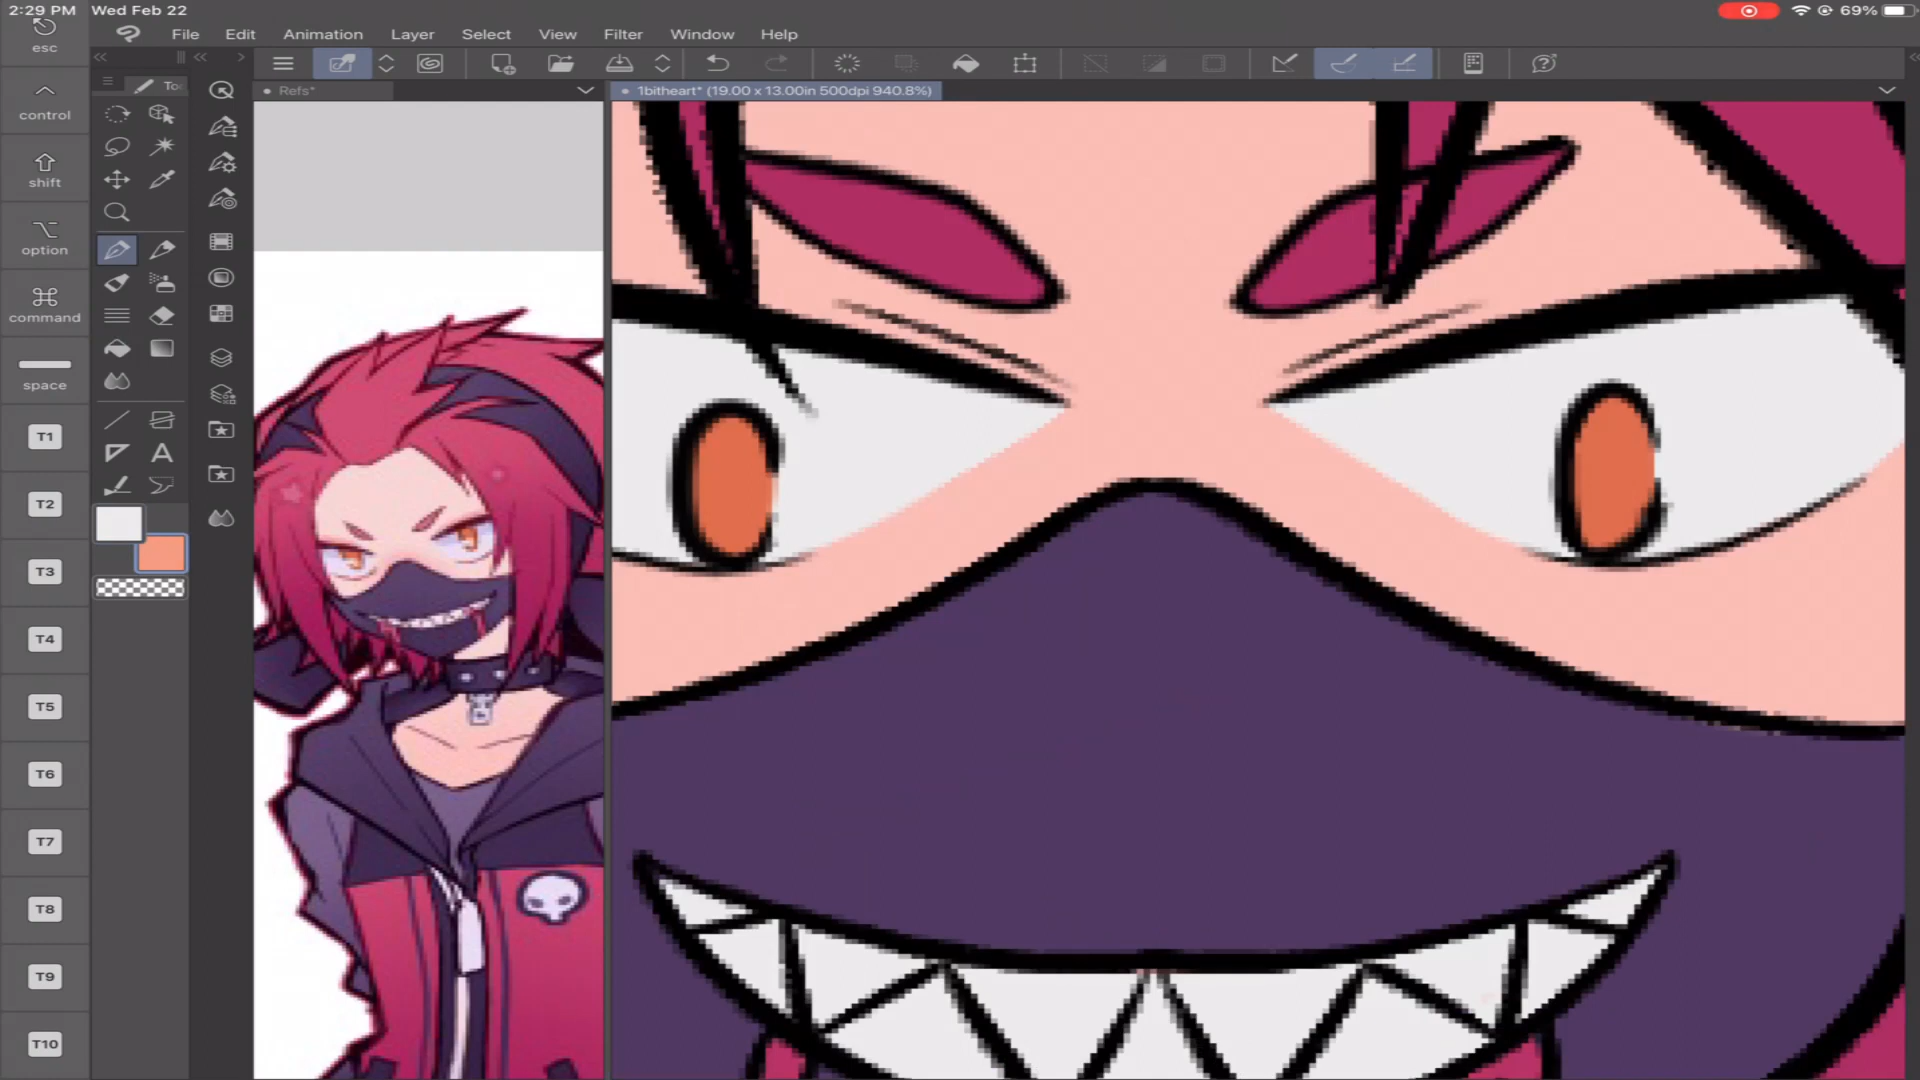 2:29 PM Wed Feb 22
69%
esc
File Edit Animation Layer Select View Filter Window Help
Refs*
1bitheart* (19.00 x 13.00in 500dpi 940.8%)
control
shift
option
command
space
A
T1
T2
T3
T4
T5
T6
T7
T8
T9
T10